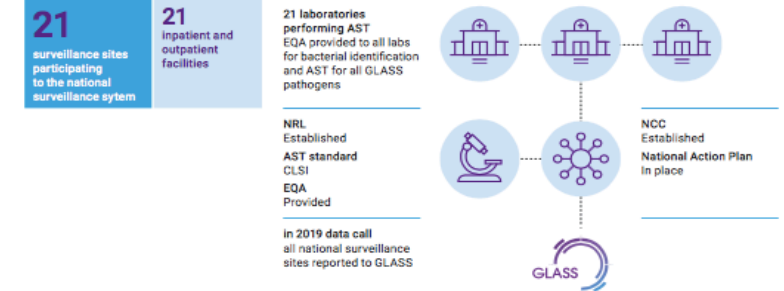 21
surveillance sites
participating
to the national
surveillance sytem
21
inpatient and
outpatient
facilities
21 laboratories
performing AST
EQA provided to all labs
for bacterial identification
and AST for all GLASS
pathogens
NRL
Established
AST standard
CLSI
EQA
Provided
NCC
Established
National Action Plan
In place
in 2019 data call
all national surveillance
sites reported to GLASS
GLASS